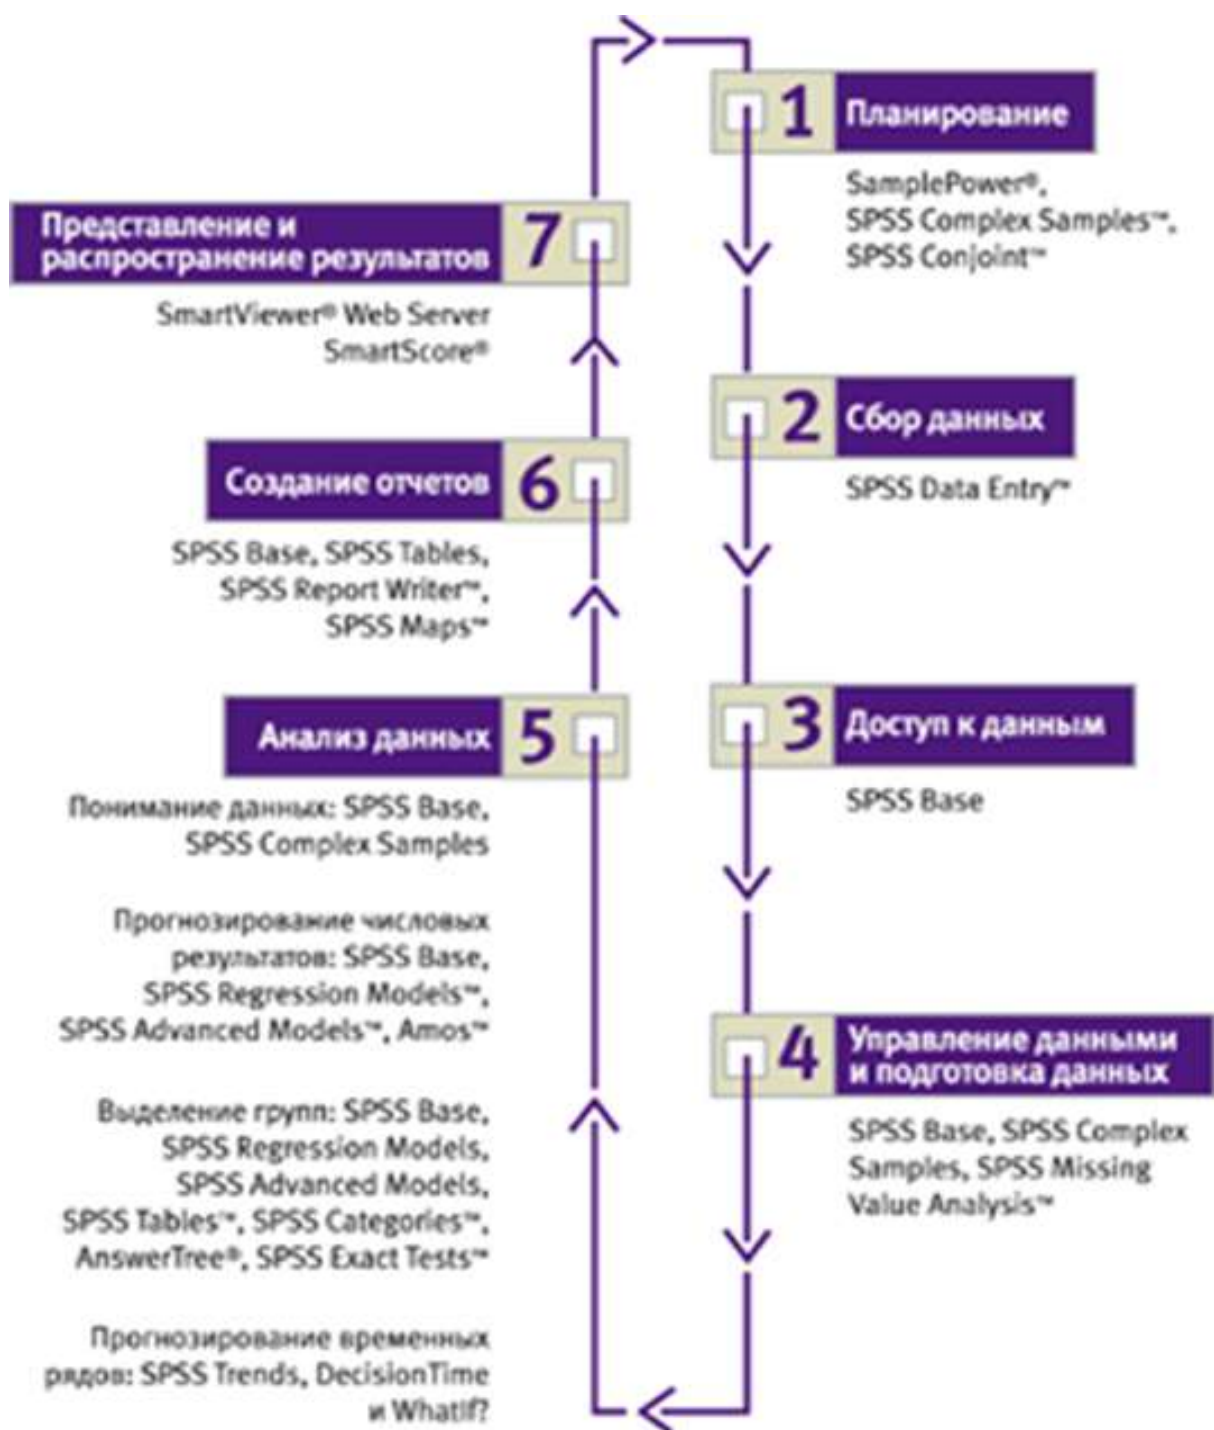 1 Планирование
SamplePower®,
SPSS Complex Samples™,
SPSS Conjoint™
2 Сбор данных
SPSS Data Entry™
3 Доступ к данным
SPSS Base
4 Управление данными
и подготовка данных
SPSS Base, SPSS Complex
Samples, SPSS Missing
Value Analysis™
Анализ данных 5
Понимание данных: SPSS Base,
SPSS Complex Samples
Прогнозирование числовых
результатов: SPSS Base,
SPSS Regression Models™,
SPSS Advanced Models™, Amos™
Выделение групп: SPSS Base,
SPSS Regression Models,
SPSS Advanced Models,
SPSS Tables™, SPSS Categories™,
AnswerTree®, SPSS Exact Tests™
Прогнозирование временных
рядов: SPSS Trends, DecisionTime
и WhatIf?
Создание отчетов 6
SPSS Base, SPSS Tables,
SPSS Report Writer™,
SPSS Maps™
Представление и
распространение результатов 7
SmartViewer® Web Server
SmartScore®